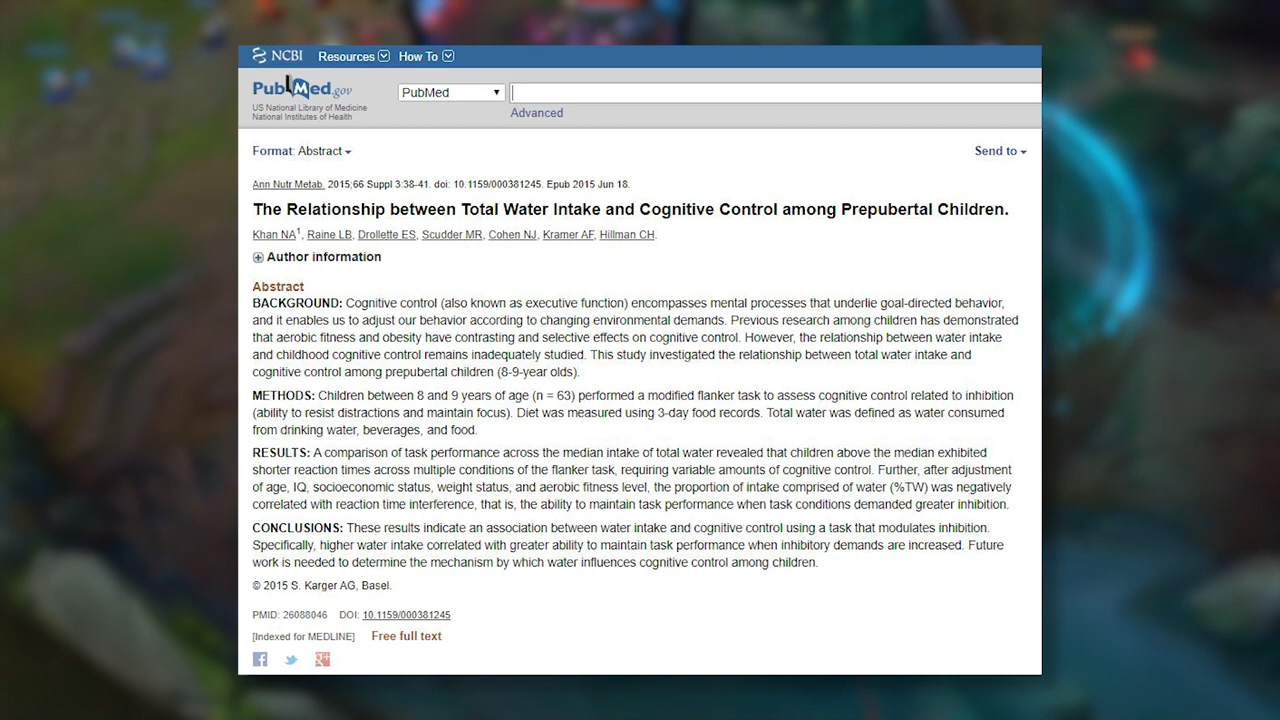 NCBI Resources How To
PubMed.gov
US National Library of Medicine
National Institutes of Health
PubMed
Advanced
Format: Abstract
Send to
Ann Nutr Metab. 2015;66 Suppl 3:38-41. doi: 10.1159/000381245. Epub 2015 Jun 18.
The Relationship between Total Water Intake and Cognitive Control among Prepubertal Children.
Khan NA1, Raine LB, Drollette ES, Scudder MR, Cohen NJ, Kramer AF, Hillman CH.
Author information
Abstract
BACKGROUND: Cognitive control (also known as executive function) encompasses mental processes that underlie goal-directed behavior,
and it enables us to adjust our behavior according to changing environmental demands. Previous research among children has demonstrated
that aerobic fitness and obesity have contrasting and selective effects on cognitive control. However, the relationship between water intake
and childhood cognitive control remains inadequately studied. This study investigated the relationship between total water intake and
cognitive control among prepubertal children (8-9-year olds).
METHODS: Children between 8 and 9 years of age (n = 63) performed a modified flanker task to assess cognitive control related to inhibition
(ability to resist distractions and maintain focus). Diet was measured using 3-day food records. Total water was defined as water consumed
from drinking water, beverages, and food.
RESULTS: A comparison of task performance across the median intake of total water revealed that children above the median exhibited
shorter reaction times across multiple conditions of the flanker task, requiring variable amounts of cognitive control. Further, after adjustment
of age, IQ, socioeconomic status, weight status, and aerobic fitness level, the proportion of intake comprised of water (%TW) was negatively
correlated with reaction time interference, that is, the ability to maintain task performance when task conditions demanded greater inhibition.
CONCLUSIONS: These results indicate an association between water intake and cognitive control using a task that modulates inhibition.
Specifically, higher water intake correlated with greater ability to maintain task performance when inhibitory demands are increased. Future
work is needed to determine the mechanism by which water influences cognitive control among children.
© 2015 S. Karger AG, Basel.
PMID: 26088046 DOI: 10.1159/000381245
[Indexed for MEDLINE] Free full text